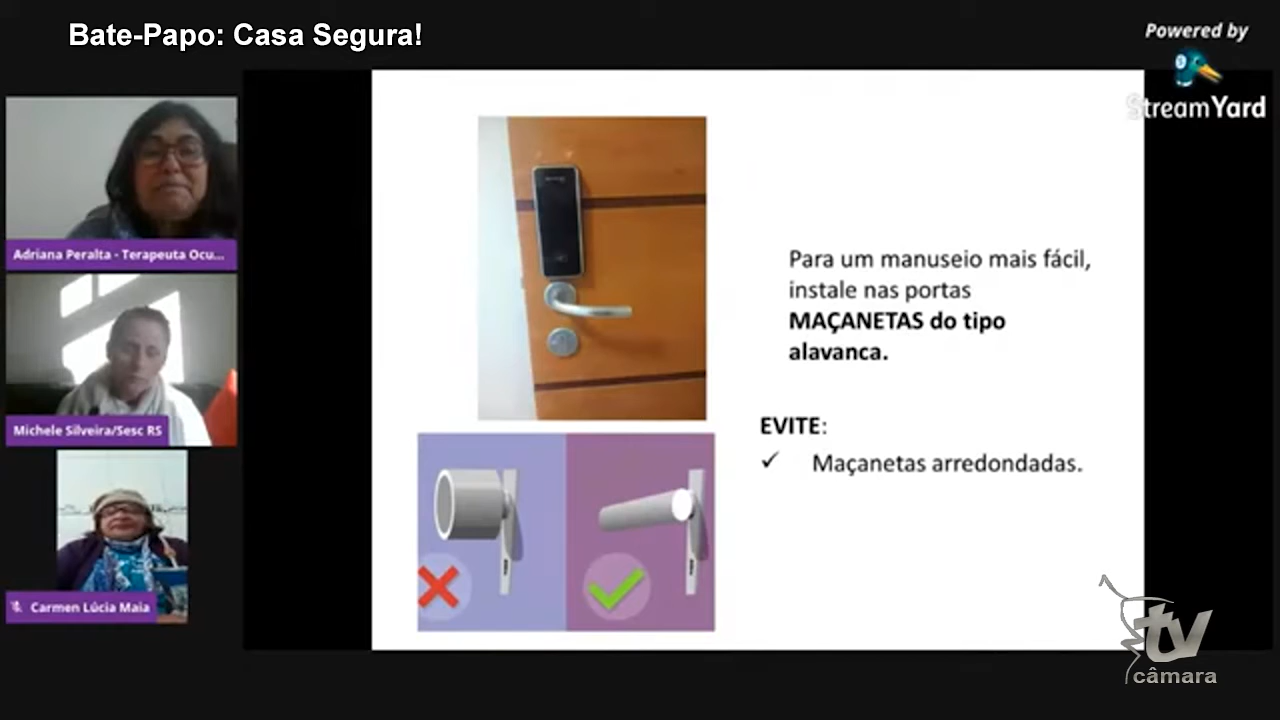 Bate-Papo: Casa Segura!
Powered by
StreamYard
Adriana Peralta - Terapeuta Ocu...
Michele Silveira/Sesc RS
Carmen Lúcia Maia
Para um manuseio mais fácil,
instale nas portas
MAÇANETAS do tipo
alavanca.
EVITE:
✓ Maçanetas arredondadas.
tv
câmara